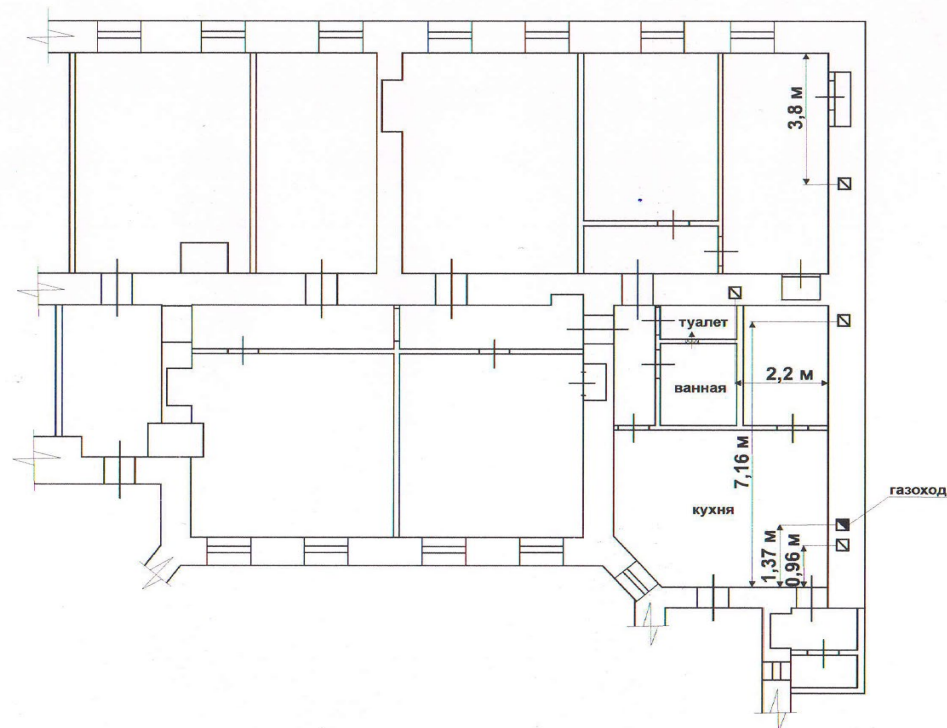 3,8 м
туалет
2,2 м
ванная
7,16 м
газоход
кухня
1,37 м
0,96 м